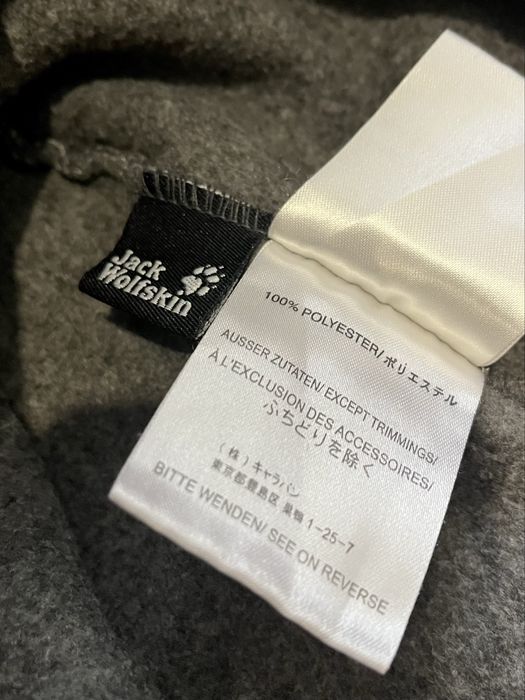 Jack
Wolfskin
100% POLYESTER/ポリエステル
AUSSER ZUTATEN/ EXCEPT TRIMMINGS/
À L'EXCLUSION DES ACCESSOIRES/
ふちどりを除く
(株)キャラバン
東京都豊島区 巣鴨 1-25-7
BITTE WENDEN/ SEE ON REVERSE